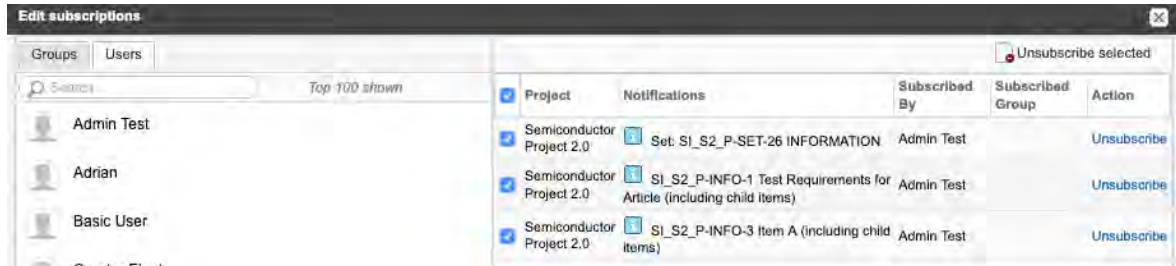 Edit subscriptions
Groups Users
Unsubscribe selected
Search
Top 100 shown
Project Notifications Subscribed By Subscribed Group Action
Admin Test
Adrian
Basic User
Semiconductor Project 2.0
Set: SI_S2_P-SET-26 INFORMATION
Admin Test
Unsubscribe
Semiconductor Project 2.0
SI_S2_P-INFO-1 Test Requirements for
Article (including child items)
Admin Test
Unsubscribe
Semiconductor Project 2.0
SI_S2_P-INFO-3 Item A (including child
items)
Admin Test
Unsubscribe